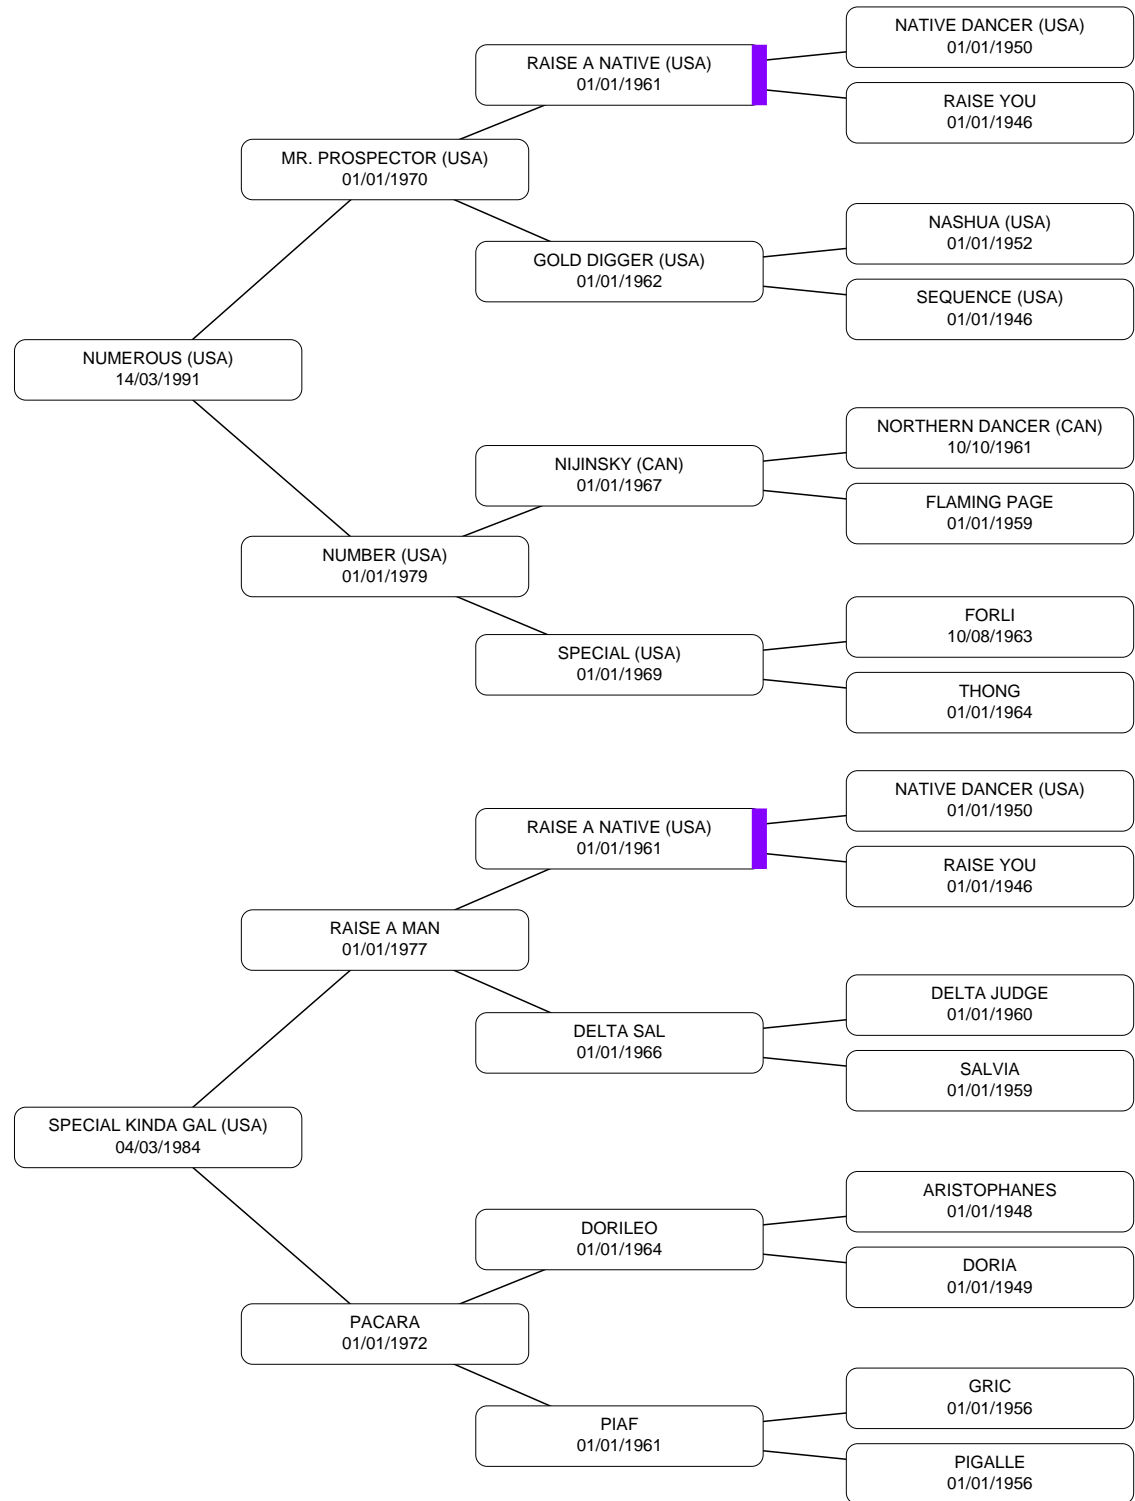 NATIVE DANCER (USA)
01/01/1950
RAISE A NATIVE (USA)
01/01/1961
RAISE YOU
01/01/1946
MR. PROSPECTOR (USA)
01/01/1970
NASHUA (USA)
01/01/1952
GOLD DIGGER (USA)
01/01/1962
SEQUENCE (USA)
01/01/1946
NUMEROUS (USA)
14/03/1991
NORTHERN DANCER (CAN)
10/10/1961
NIJINSKY (CAN)
01/01/1967
FLAMING PAGE
01/01/1959
NUMBER (USA)
01/01/1979
FORLI
10/08/1963
SPECIAL (USA)
01/01/1969
THONG
01/01/1964
NATIVE DANCER (USA)
01/01/1950
RAISE A NATIVE (USA)
01/01/1961
RAISE YOU
01/01/1946
RAISE A MAN
01/01/1977
DELTA JUDGE
01/01/1960
DELTA SAL
01/01/1966
SALVIA
01/01/1959
SPECIAL KINDA GAL (USA)
04/03/1984
ARISTOPHANES
01/01/1948
DORILEO
01/01/1964
DORIA
01/01/1949
PACARA
01/01/1972
GRIC
01/01/1956
PIAF
01/01/1961
PIGALLE
01/01/1956